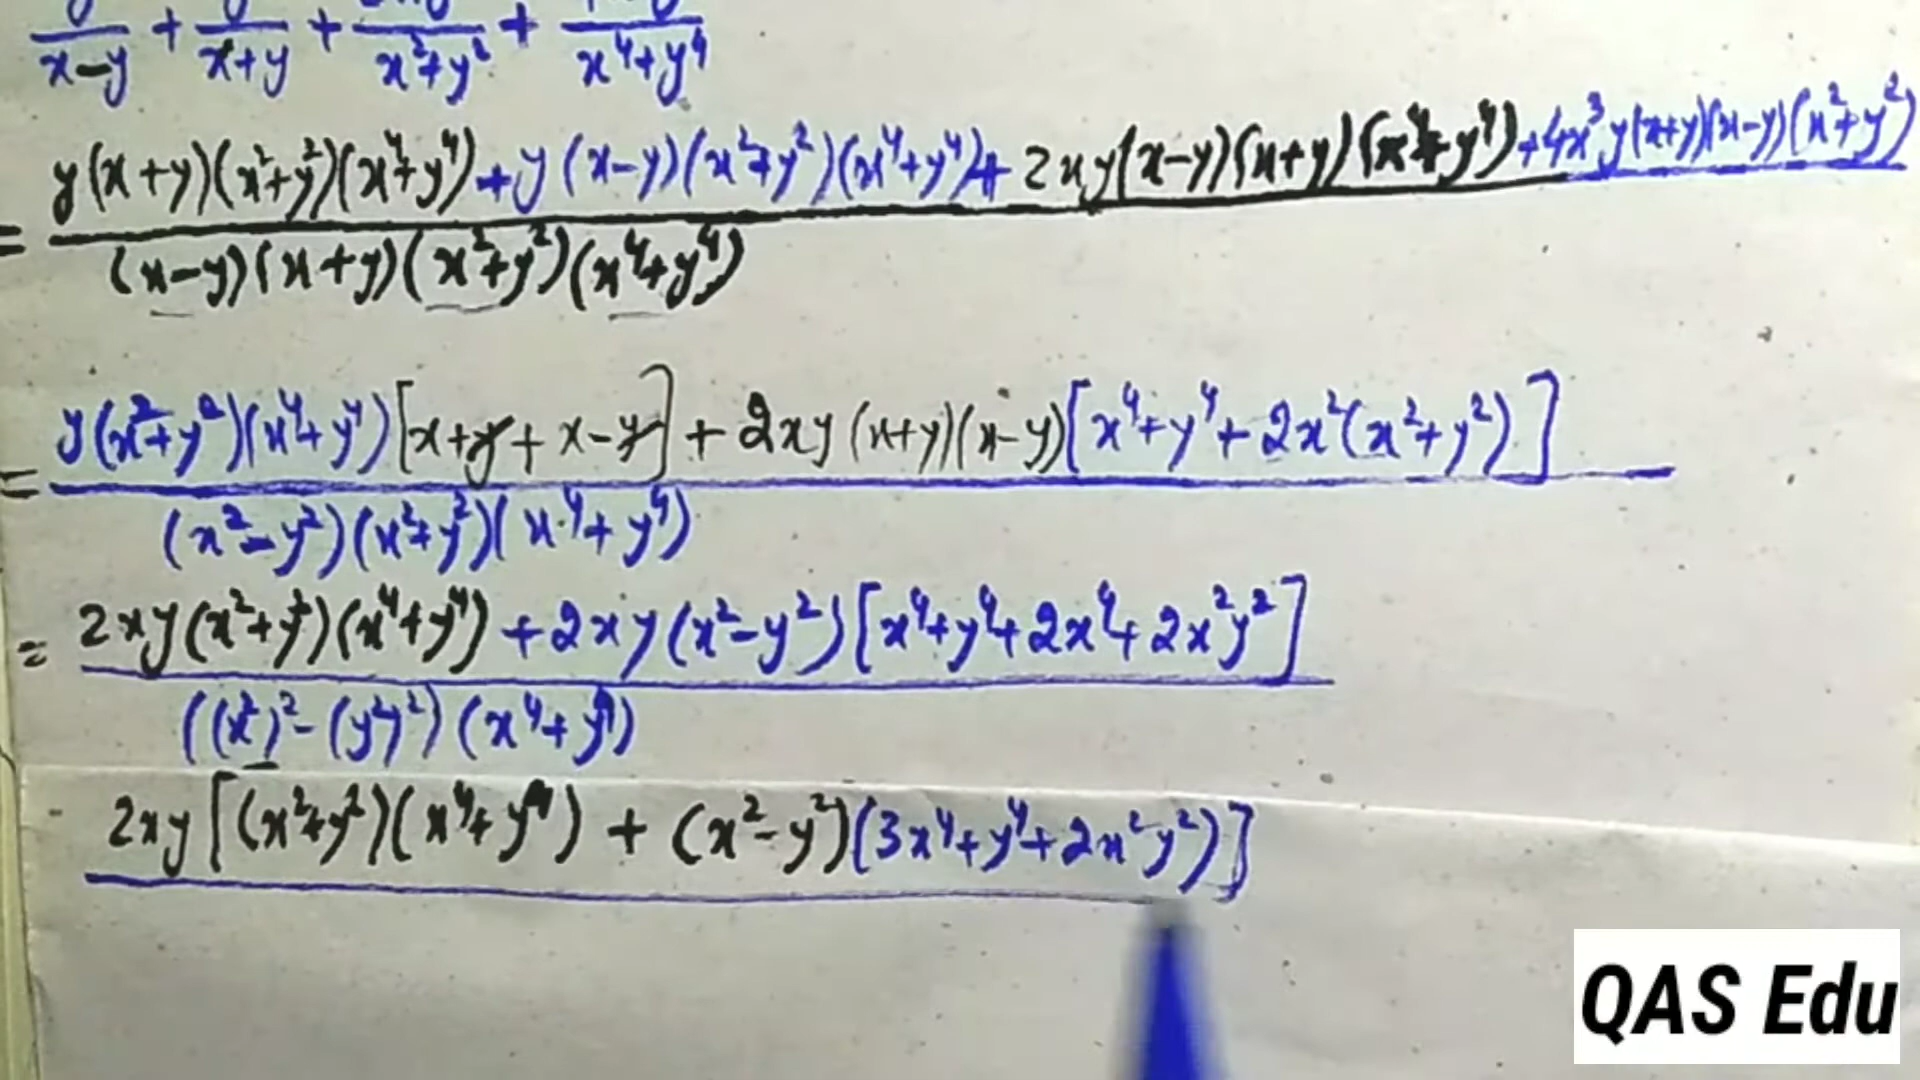 y/(x-y) + y/(x+y) + /(x²+y²) + /(x⁴+y⁴)
= y(x+y)(x²+y²)(x⁴+y⁴)+y(x-y)(x²+y²)(x⁴+y⁴)+2xy(x-y)(x+y)(x⁴+y⁴)+4x³y(x+y)(x-y)(x²+y²)
(x-y)(x+y)(x²+y²)(x⁴+y⁴)
= y(x²+y²)(x⁴+y⁴)[x+y+x-y]+2xy(x+y)(x-y)[x⁴+y⁴+2x²(x²+y²)]
(x²-y²)(x²+y²)(x⁴+y⁴)
= 2xy(x²+y²)(x⁴+y⁴)+2xy(x²-y²)[x⁴+y⁴+2x⁴+2x²y²]
((x²)²-(y²)²)(x⁴+y⁴)
2xy[(x²+y²)(x⁴+y⁴)+(x²-y²)(3x⁴+y⁴+2x²y²)]
QAS Edu